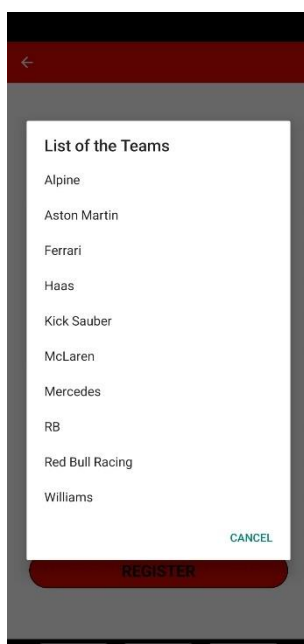 List of the Teams
Alpine
Aston Martin
Ferrari
Haas
Kick Sauber
McLaren
Mercedes
RB
Red Bull Racing
Williams
CANCEL
REGISTER